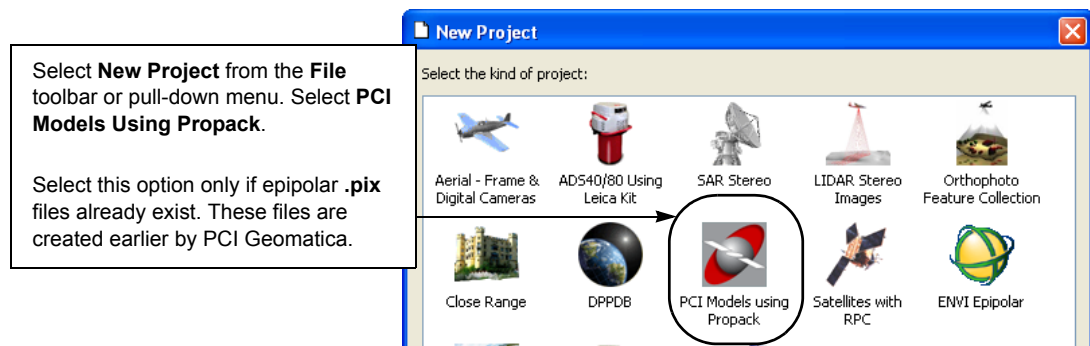 New Project
Select New Project from the File
toolbar or pull-down menu. Select PCI
Models Using Propack.
Select this option only if epipolar .pix
files already exist. These files are
created earlier by PCI Geomatica.
Select the kind of project:
Aerial - Frame &
Digital Cameras
ADS40/80 Using
Leica Kit
SAR Stereo
LIDAR Stereo
Images
Orthophoto
Feature Collection
Close Range
DPPDB
PCI Models using
Propack
Satellites with
RPC
ENVI Epipolar